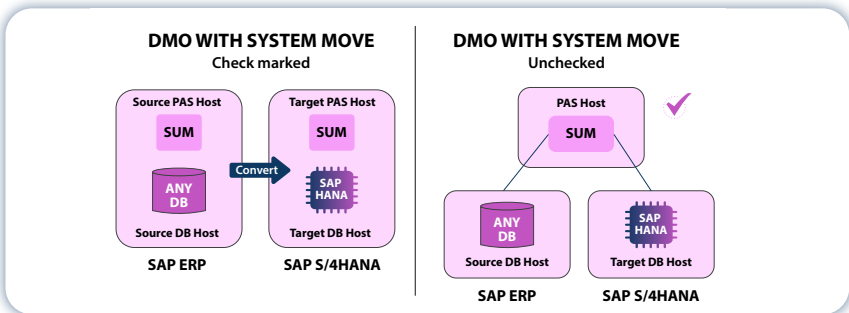 DMO WITH SYSTEM MOVE
Check marked
Source PAS Host
SUM
ANY
DB
Source DB Host
SAP ERP
Convert
Target PAS Host
SUM
SAP
HANA
Target DB Host
SAP S/4HANA
DMO WITH SYSTEM MOVE
Unchecked
PAS Host
SUM
ANY
DB
Source DB Host
SAP ERP
SAP
HANA
Target DB Host
SAP S/4HANA